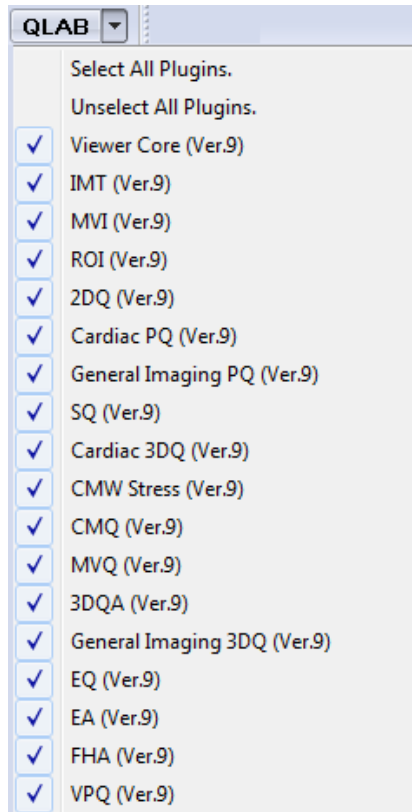 QLAB
Select All Plugins.
Unselect All Plugins.
Viewer Core (Ver.9)
IMT (Ver.9)
MVI (Ver.9)
ROI (Ver.9)
2DQ (Ver.9)
Cardiac PQ (Ver.9)
General Imaging PQ (Ver.9)
SQ (Ver.9)
Cardiac 3DQ (Ver.9)
CMW Stress (Ver.9)
CMQ (Ver.9)
MVQ (Ver.9)
3DQA (Ver.9)
General Imaging 3DQ (Ver.9)
EQ (Ver.9)
EA (Ver.9)
FHA (Ver.9)
VPQ (Ver.9)